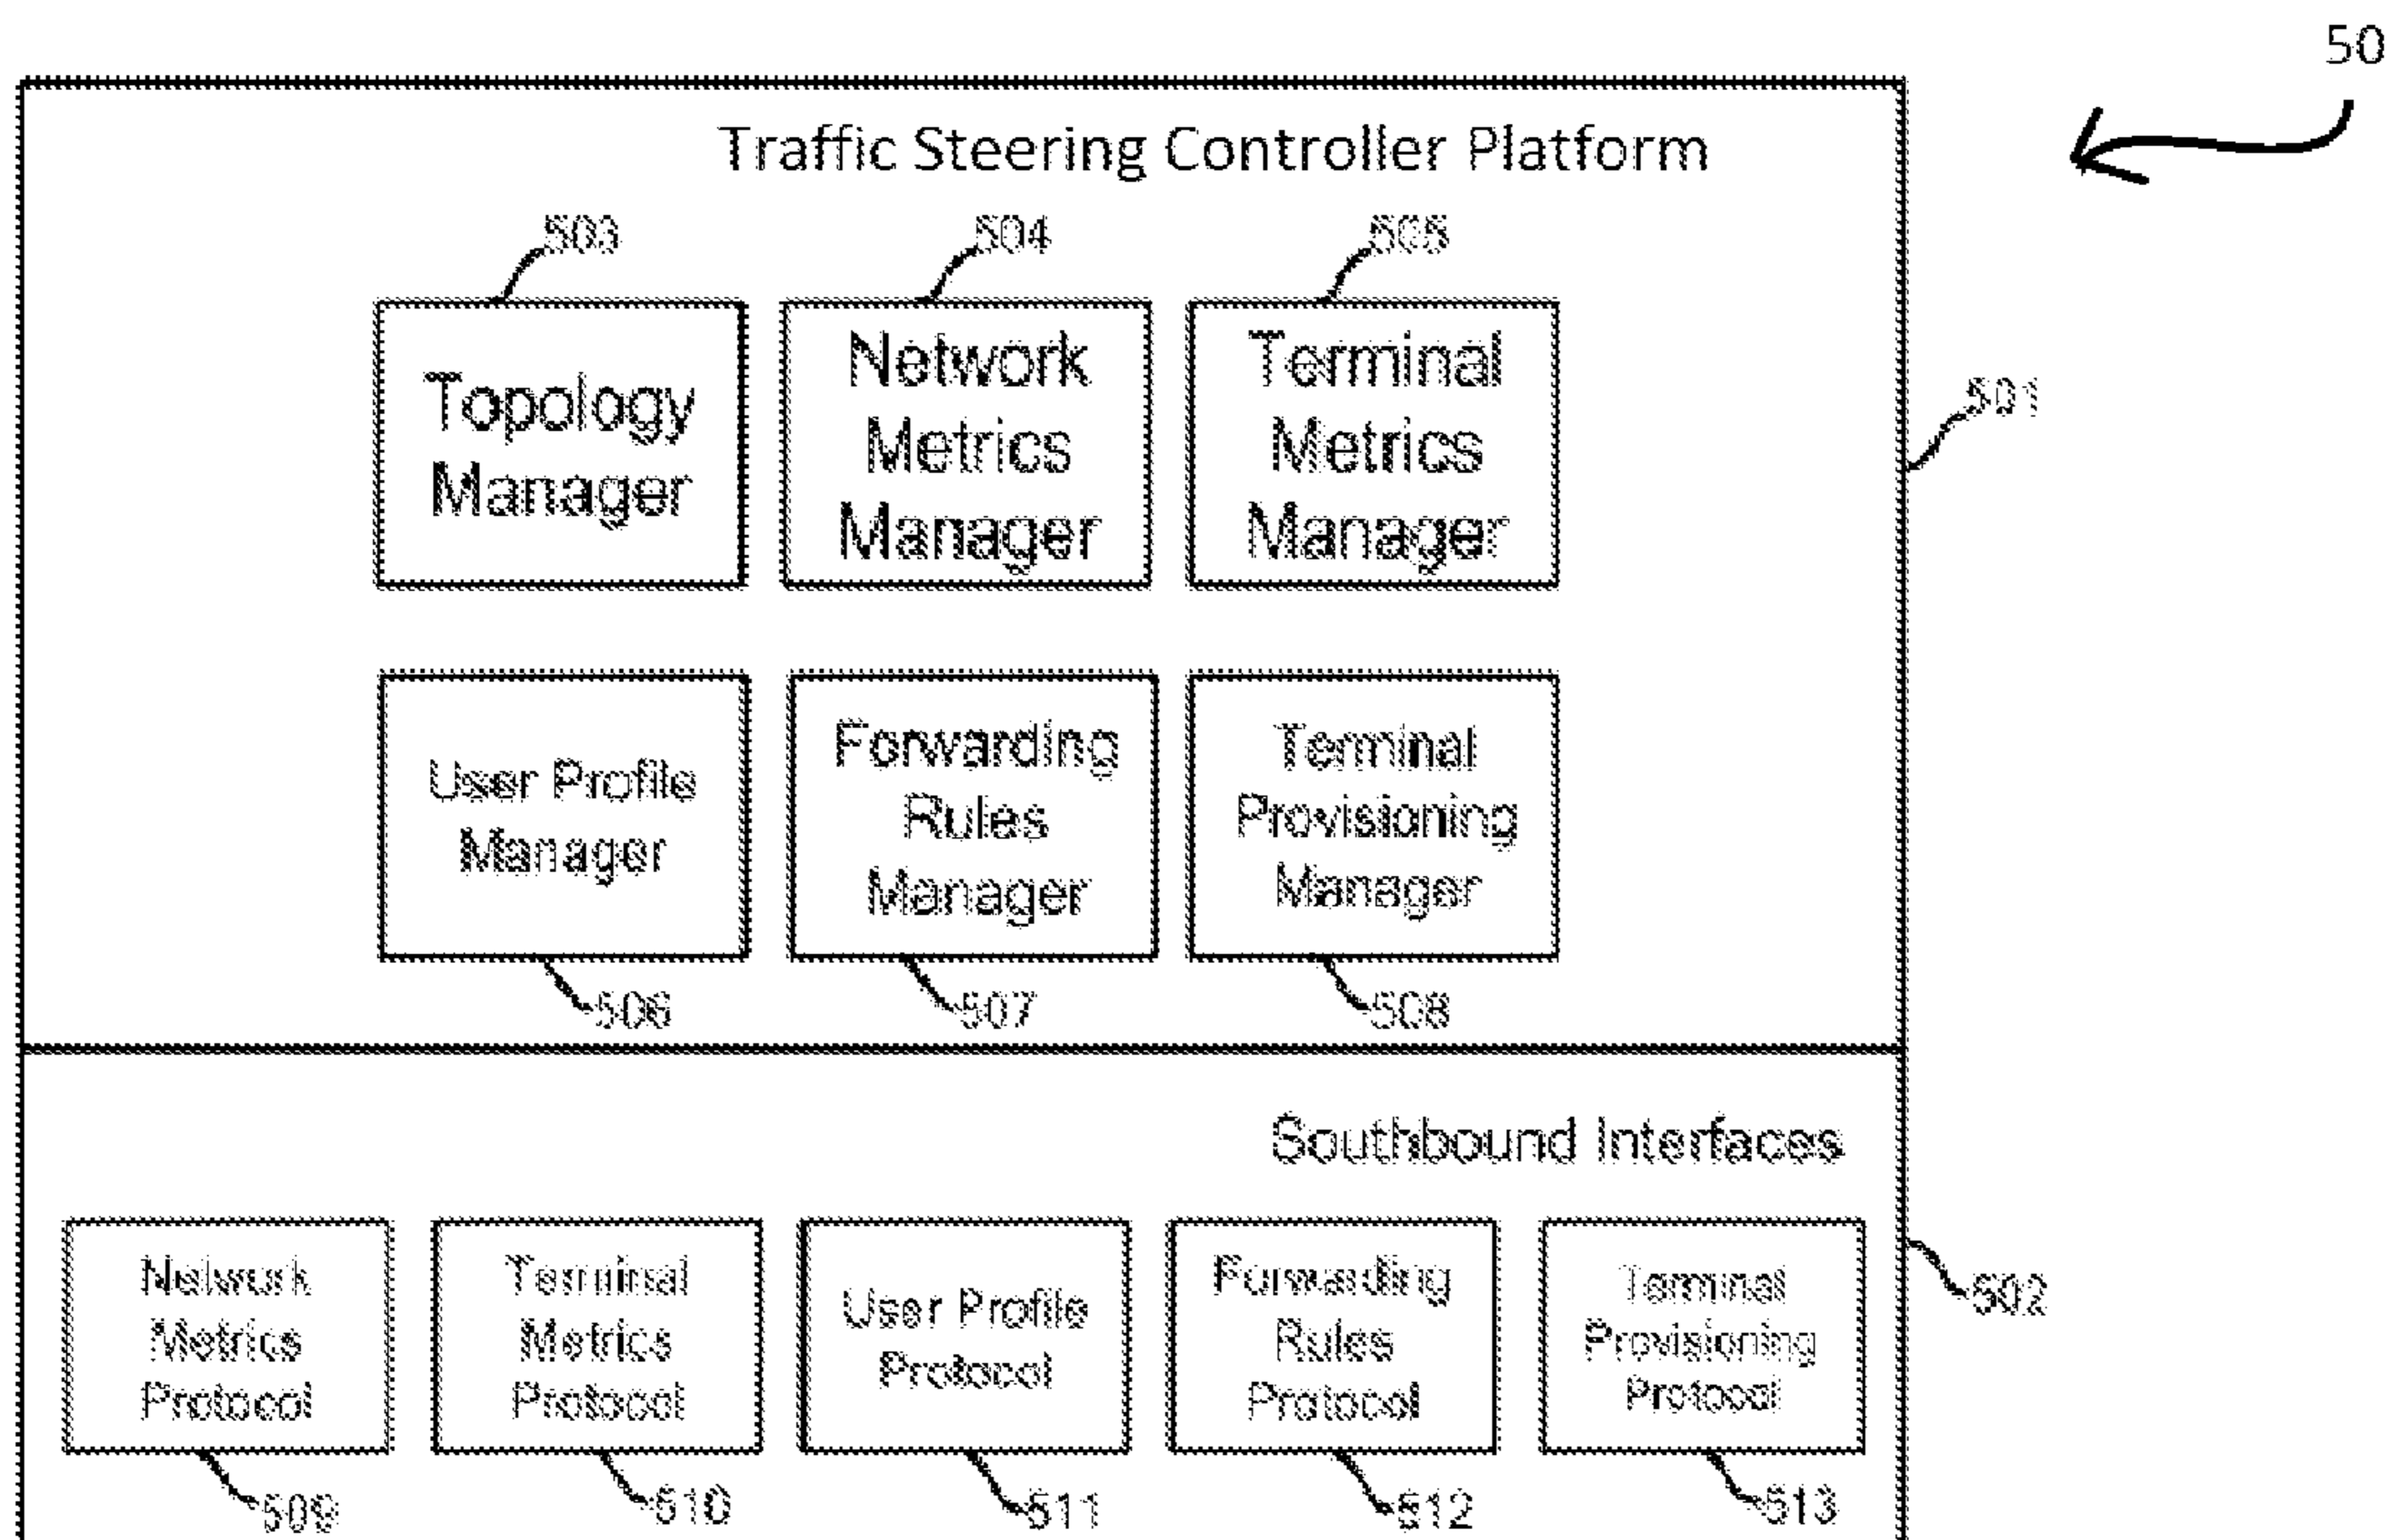 50
Traffic Steering Controller Platform
503
504
505
Topology
Manager
Network
Metrics
Manager
Terminal
Metrics
Manager
501
User Profile
Manager
Forwarding
Rules
Manager
Terminal
Provisioning
Manager
506
507
508
Southbound Interfaces
Network
Metrics
Protocol
Terminal
Metrics
Protocol
User Profile
Protocol
Forwarding
Rules
Protocol
Terminal
Provisioning
Protocol
502
509
510
511
512
513